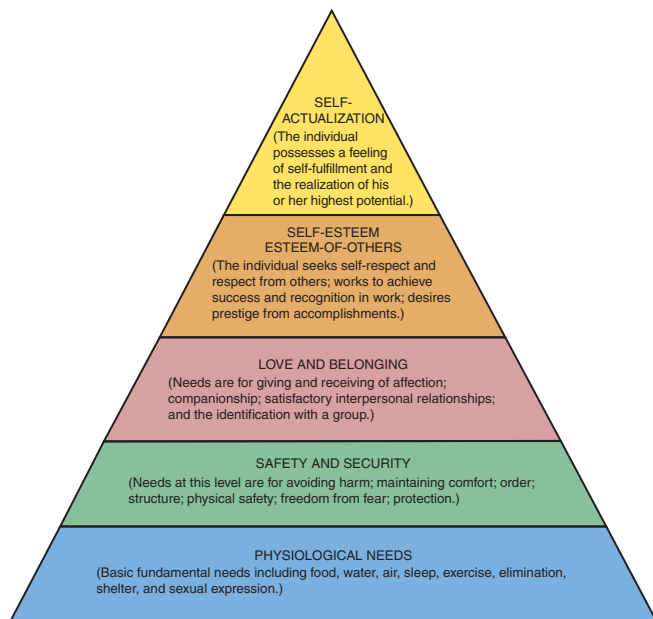 SELF-
ACTUALIZATION
(The individual
possesses a feeling
of self-fulfillment and
the realization of his
or her highest potential.)
SELF-ESTEEM
ESTEEM-OF-OTHERS
(The individual seeks self-respect and
respect from others; works to achieve
success and recognition in work; desires
prestige from accomplishments.)
LOVE AND BELONGING
(Needs are for giving and receiving of affection;
companionship; satisfactory interpersonal relationships;
and the identification with a group.)
SAFETY AND SECURITY
(Needs at this level are for avoiding harm; maintaining comfort; order;
structure; physical safety; freedom from fear; protection.)
PHYSIOLOGICAL NEEDS
(Basic fundamental needs including food, water, air, sleep, exercise, elimination,
shelter, and sexual expression.)